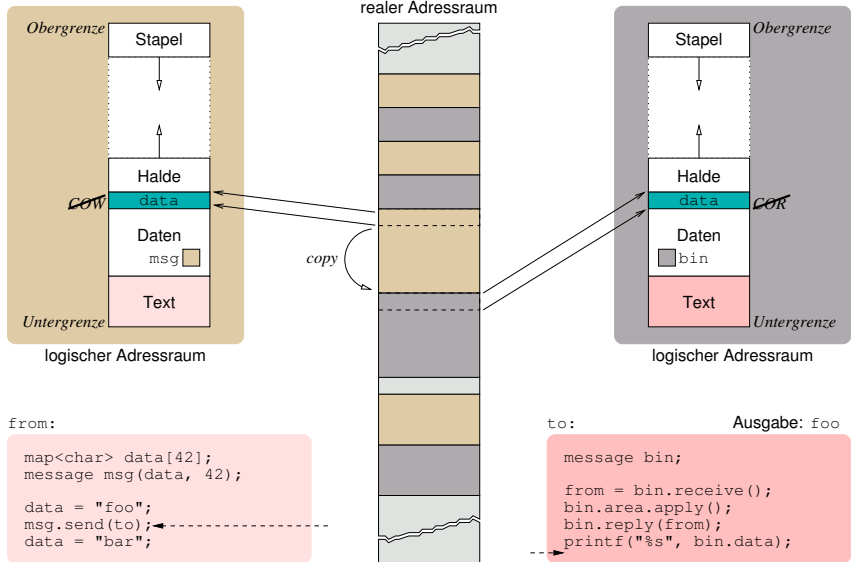 realer Adressraum
Obergrenze
Stapel
Halde
COW
data
Daten
msg
Text
Untergrenze
logischer Adressraum
copy
Stapel
Obergrenze
Halde
data
COR
Daten
bin
Text
Untergrenze
logischer Adressraum
from:
map<char> data[42];
message msg(data, 42);
data = "foo";
msg.send(to);
data = "bar";
to:
Ausgabe: foo
message bin;
from = bin.receive();
bin.area.apply();
bin.reply(from);
printf("%s", bin.data);